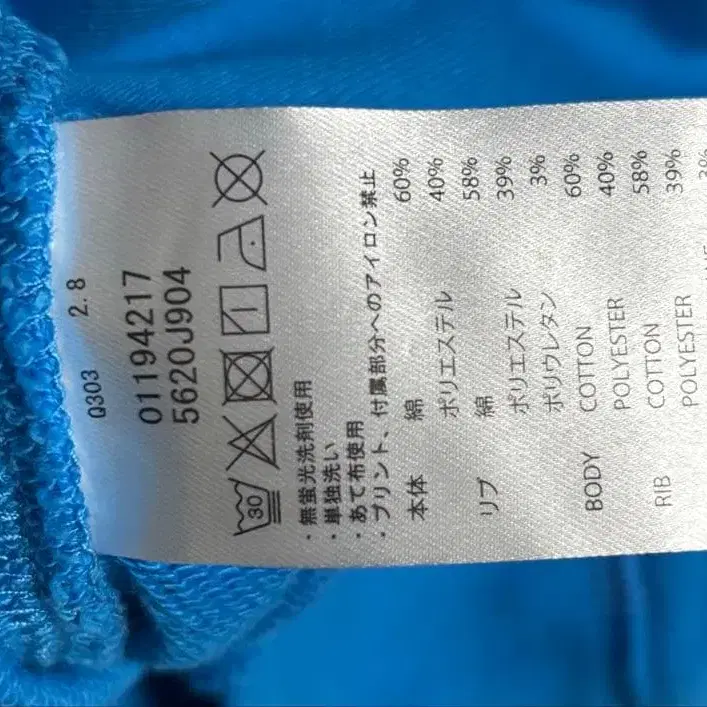 Q303 2.8
01194217
5620J904
30
・無蛍光洗剤使用
・単独洗い
・あて布使用
・プリント、付属部分へのアイロン禁止
本体 綿 60%
ポリエステル 40%
リブ 綿 58%
ポリエステル 39%
ポリウレタン 3%
BODY COTTON 60%
POLYESTER 40%
RIB COTTON 58%
POLYESTER 39%
3%